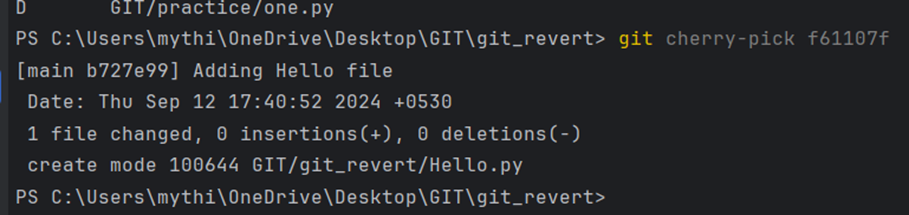 D       GIT/practice/one.py
PS C:\Users\mythi\OneDrive\Desktop\GIT\git_revert> git cherry-pick f61107f
[main b727e99] Adding Hello file
 Date: Thu Sep 12 17:40:52 2024 +0530
 1 file changed, 0 insertions(+), 0 deletions(-)
 create mode 100644 GIT/git_revert/Hello.py
PS C:\Users\mythi\OneDrive\Desktop\GIT\git_revert>